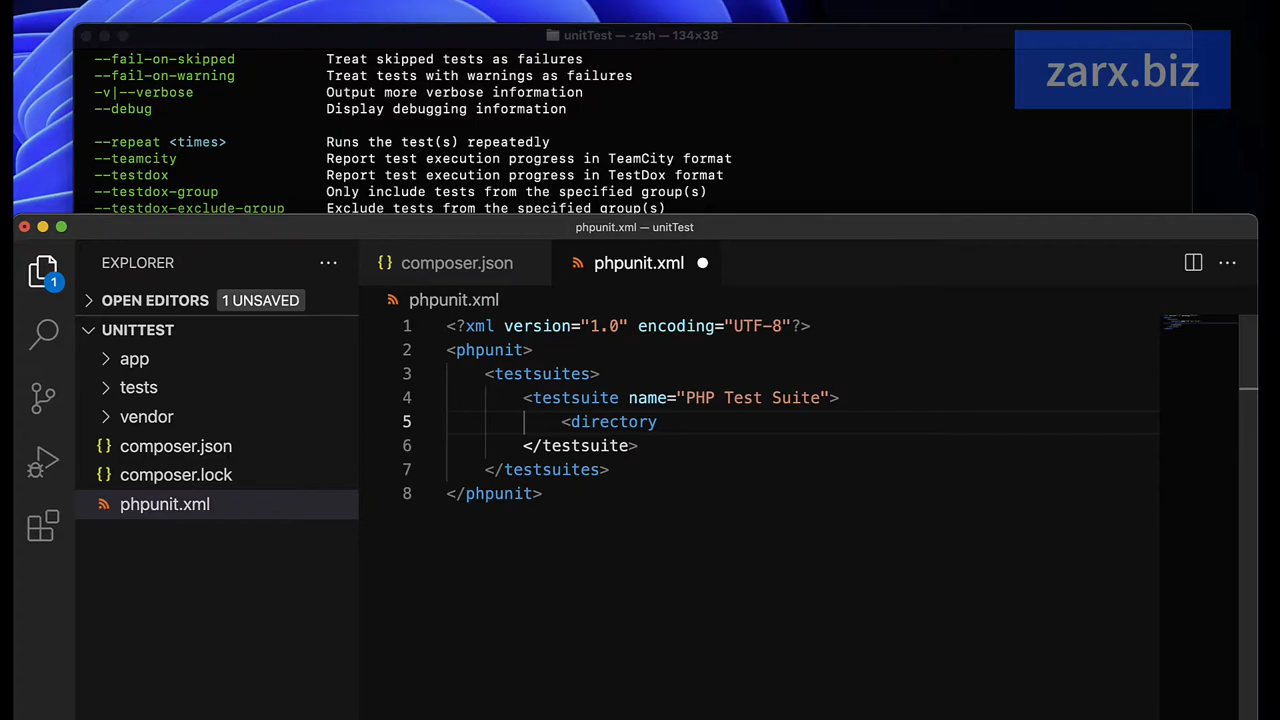 unitTest — -zsh — 134×38
--fail-on-skipped Treat skipped tests as failures
--fail-on-warning Treat tests with warnings as failures
-v|--verbose Output more verbose information
--debug Display debugging information
--repeat <times> Runs the test(s) repeatedly
--teamcity Report test execution progress in TeamCity format
--testdox Report test execution progress in TestDox format
--testdox-group Only include tests from the specified group(s)
--testdox-exclude-group Exclude tests from the specified group(s)
zarx.biz
phpunit.xml — unitTest
EXPLORER
1
OPEN EDITORS 1 UNSAVED
UNITTEST
app
tests
vendor
{} composer.json
{} composer.lock
phpunit.xml
{} composer.json
phpunit.xml
phpunit.xml
1 <?xml version="1.0" encoding="UTF-8"?>
2 <phpunit>
3 <testsuites>
4 <testsuite name="PHP Test Suite">
5 <directory
6 </testsuite>
7 </testsuites>
8 </phpunit>